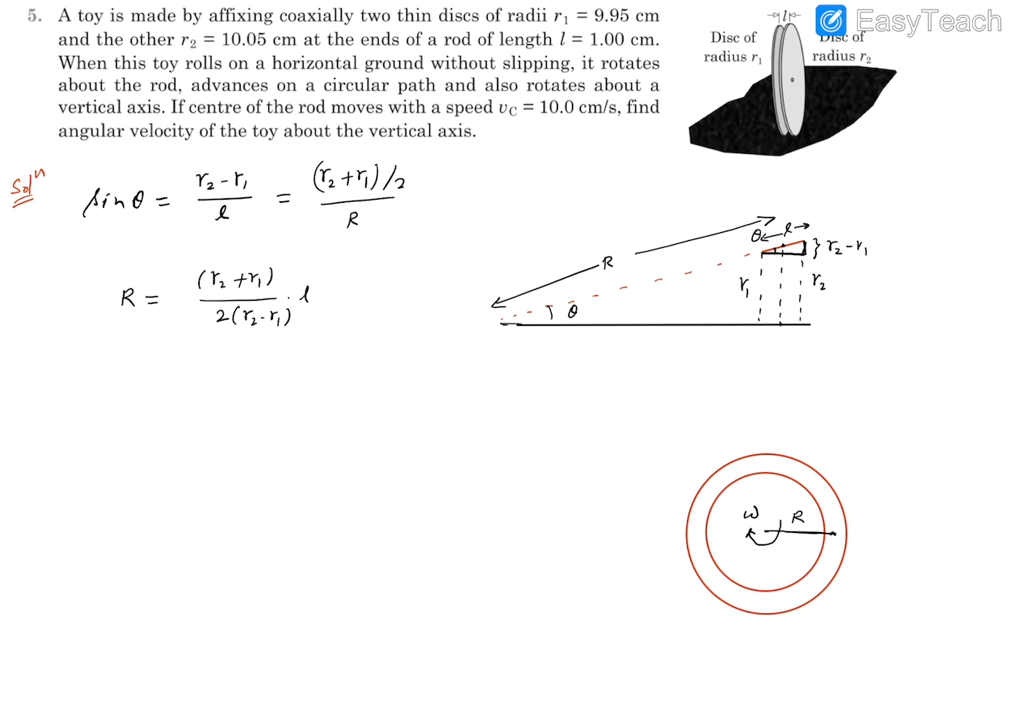 5. A toy is made by affixing coaxially two thin discs of radii r₁ = 9.95 cm
and the other r₂ = 10.05 cm at the ends of a rod of length l = 1.00 cm.
When this toy rolls on a horizontal ground without slipping, it rotates
about the rod, advances on a circular path and also rotates about a
vertical axis. If centre of the rod moves with a speed v_C = 10.0 cm/s, find
angular velocity of the toy about the vertical axis.
l
EasyTeach
Disc of
radius r₁
Disc of
radius r₂
Solⁿ
sin θ = (r₂ - r₁)/l = ((r₂ + r₁)/2)/R
R = (r₂ + r₁)/2(r₂ - r₁) . l
θ l
} r₂ - r₁
R
r₁
r₂
θ
ω
R